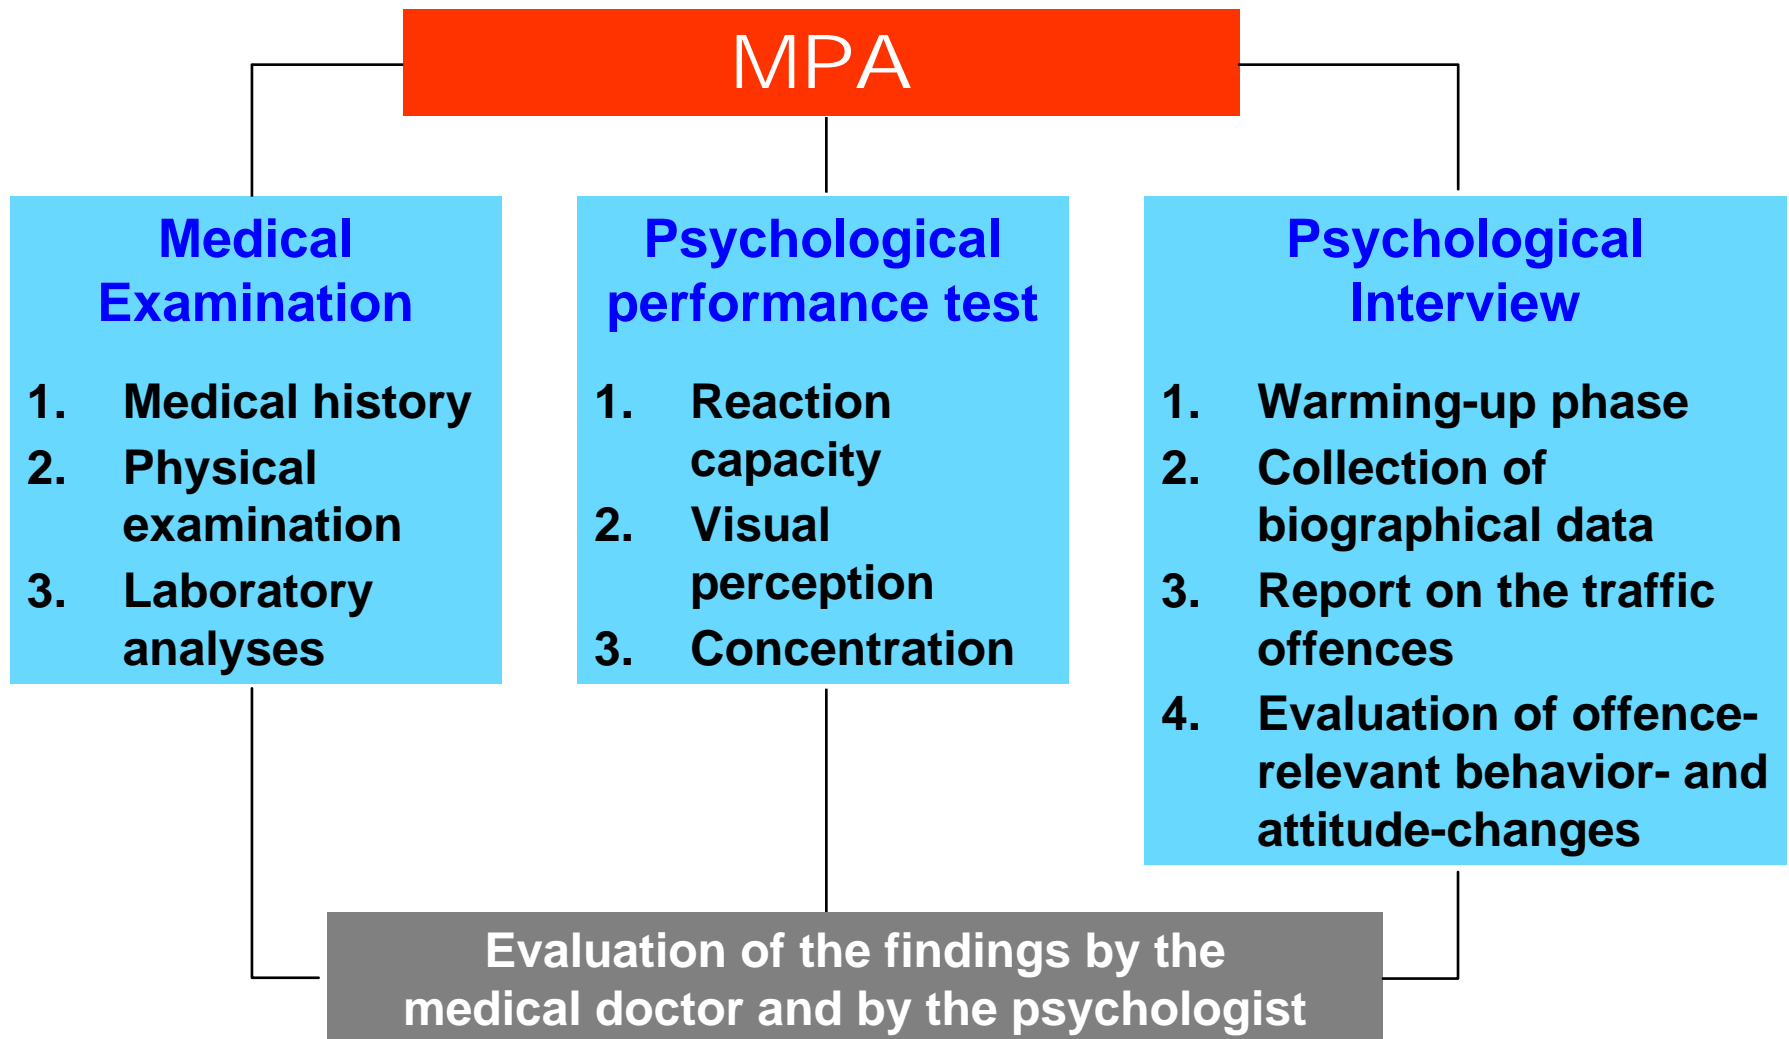 MPA
Medical
Examination
1. Medical history
2. Physical
examination
3. Laboratory
analyses
Psychological
performance test
1. Reaction
capacity
2. Visual
perception
3. Concentration
Psychological
Interview
1. Warming-up phase
2. Collection of
biographical data
3. Report on the traffic
offences
4. Evaluation of offence-
relevant behavior- and
attitude-changes
Evaluation of the findings by the
medical doctor and by the psychologist